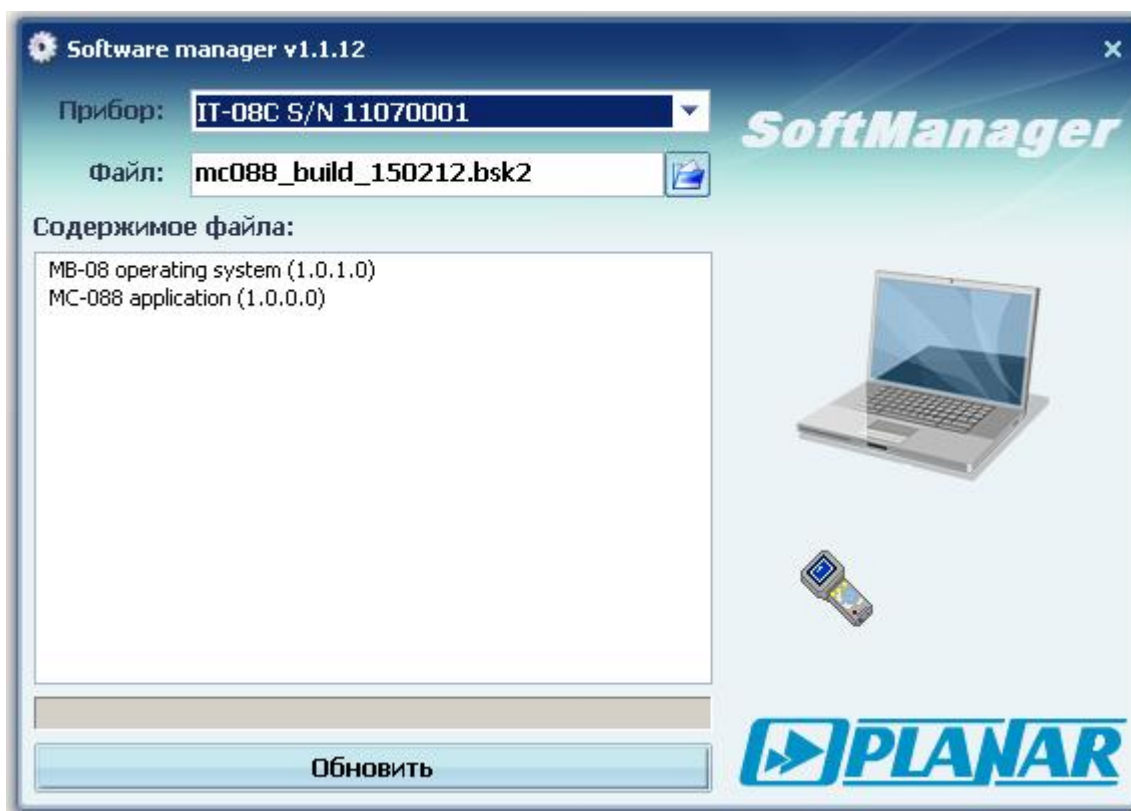 Software manager v1.1.12
Прибор: IT-08C S/N 11070001
SoftManager
Файл: mc088_build_150212.bsk2
Содержимое файла:
MB-08 operating system (1.0.1.0)
MC-088 application (1.0.0.0)
Обновить
PLANAR